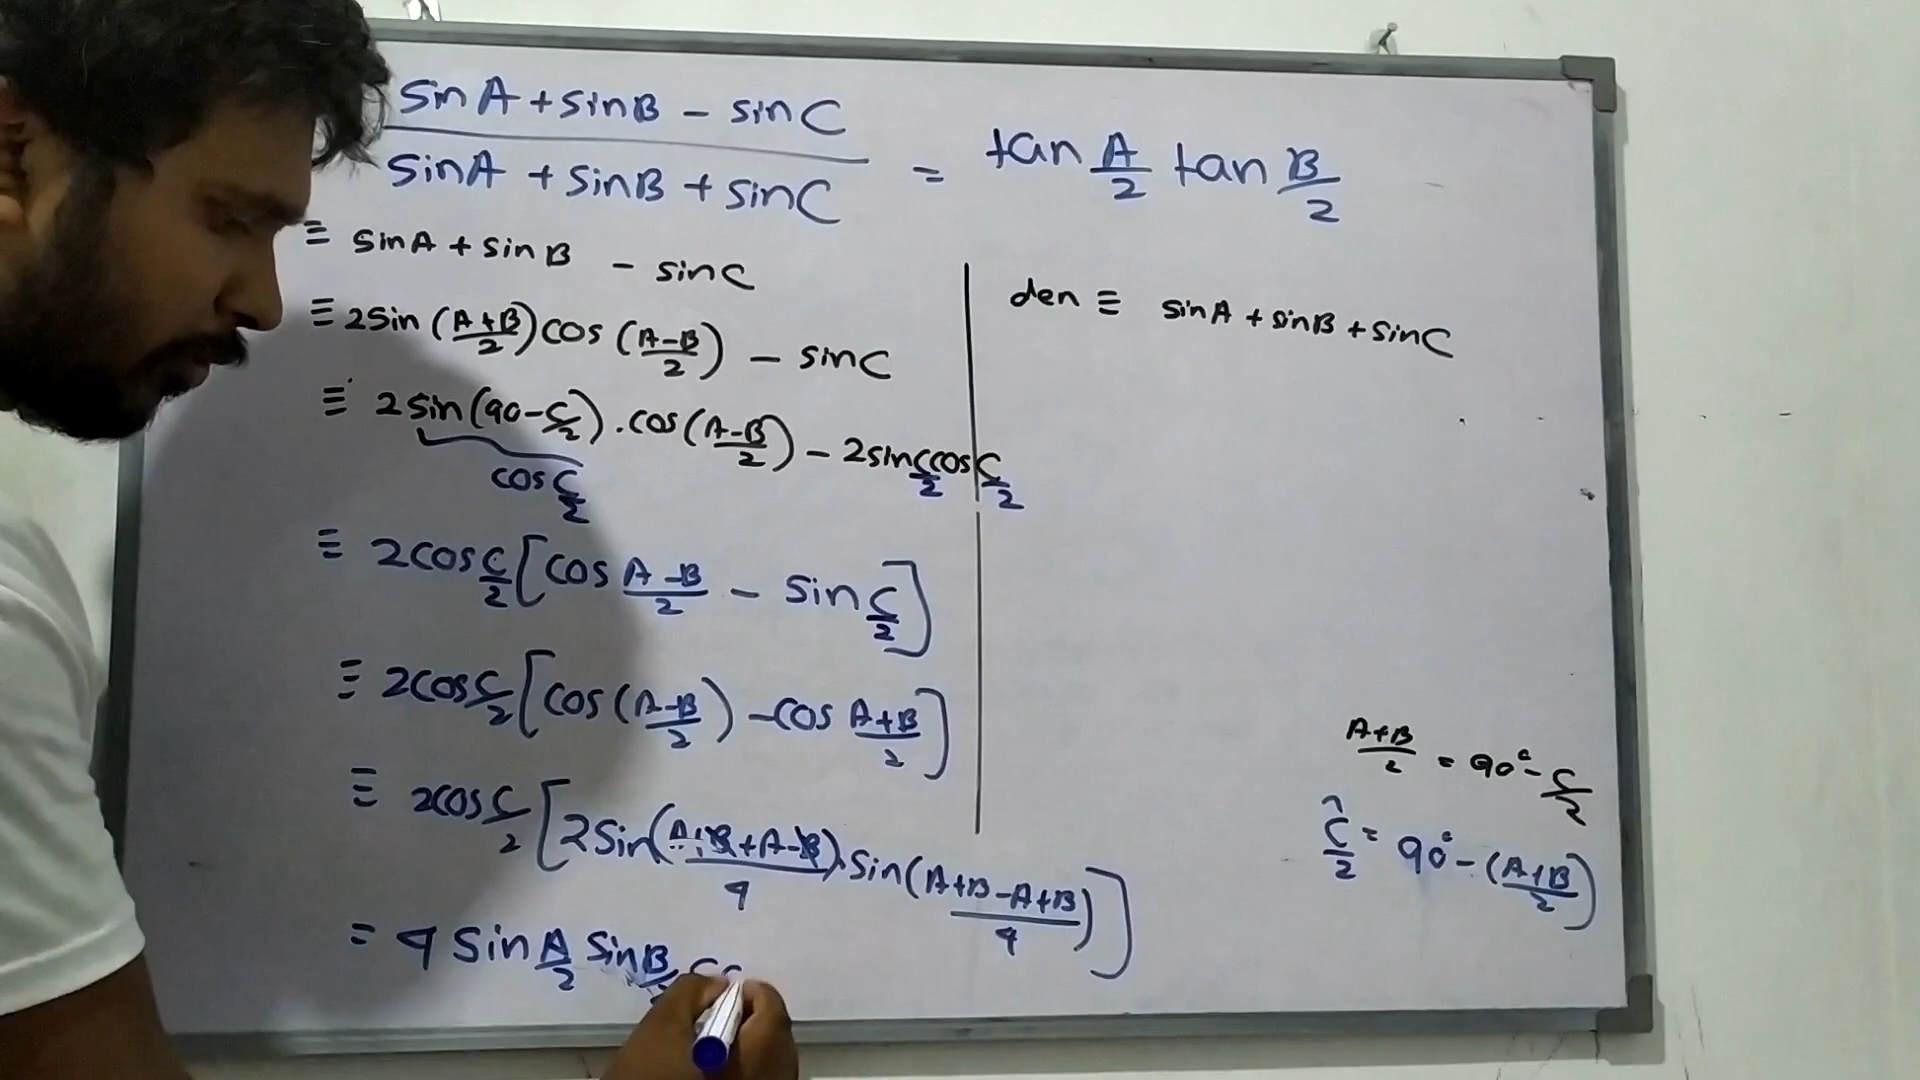 sinA + sinB - sinC
sinA + sinB + sinC
= tan A/2 tan B/2
≡ sinA + sinB - sinC
≡ 2sin (A+B/2) cos (A-B/2) - sinC
≡ 2sin(90-C/2) . cos(A-B/2) - 2sin C/2 cos C/2
cos C/2
≡ 2cos C/2 [cos A-B/2 - sin C/2]
≡ 2cos C/2 [cos (A-B/2) - cos A+B/2]
≡ 2cos C/2 [2sin(A+B+A-B/4) . sin(A+B-A+B/4)]
= 4 sin A/2 sin B/2 co
den ≡ sinA + sinB + sinC
A+B/2 = 90° - C/2
C/2 = 90° - (A+B/2)